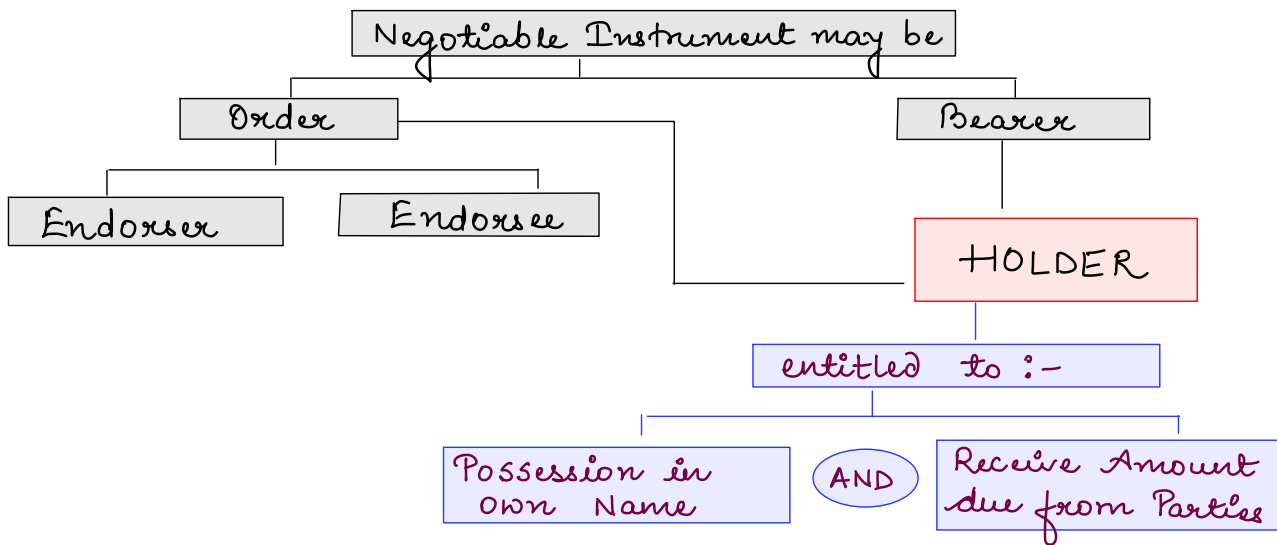 Negotiable Instrument may be
Order
Bearer
Endorser
Endorsee
HOLDER
entitled to :-
Possession in
own Name
AND
Receive Amount
due from Parties